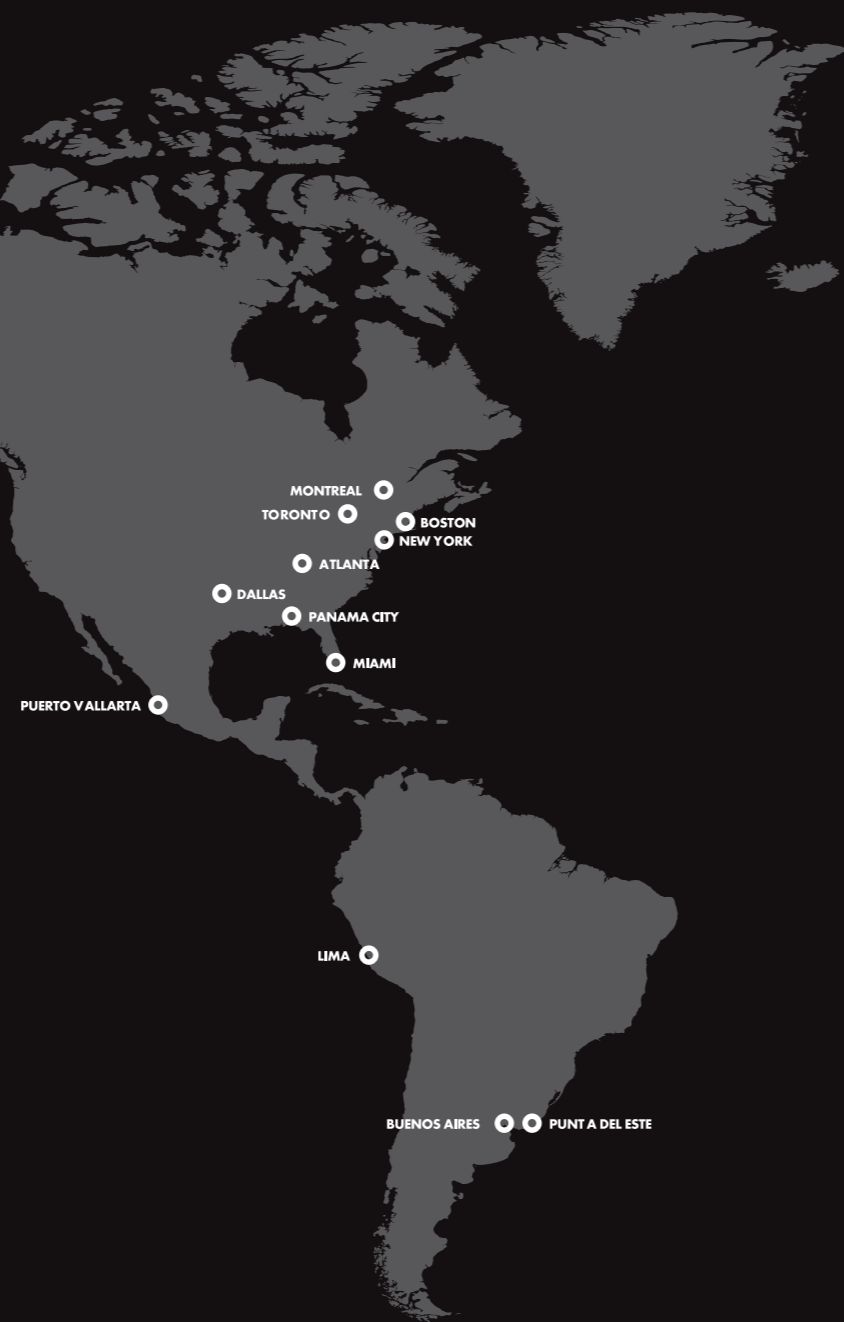 MONTREAL
TORONTO
BOSTON
NEW YORK
ATLANTA
DALLAS
PANAMA CITY
MIAMI
PUERTO VALLARTA
LIMA
BUENOS AIRES
PUNTA DEL ESTE